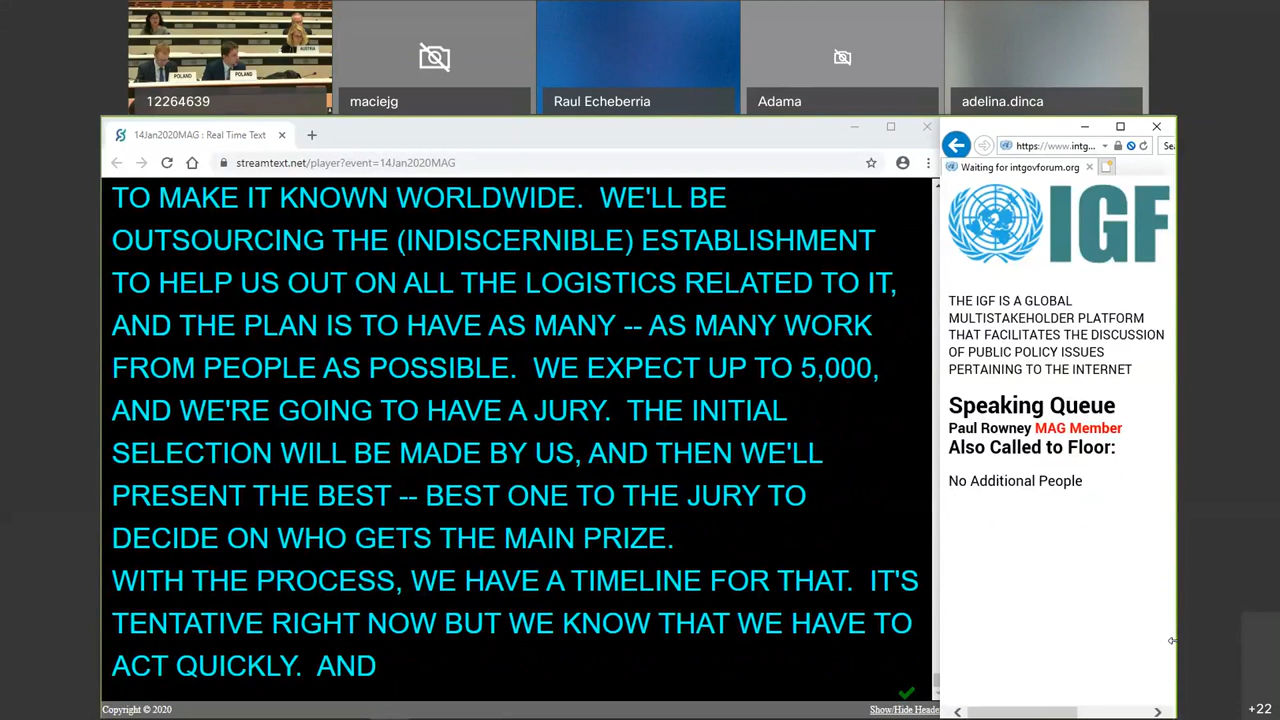 AUSTRIA
POLAND
POLAND
12264639
maciejg
Raul Echeberria
Adama
adelina.dinca
14Jan2020MAG : Real Time Text
streamtext.net/player?event=14Jan2020MAG
TO MAKE IT KNOWN WORLDWIDE. WE'LL BE
OUTSOURCING THE (INDISCERNIBLE) ESTABLISHMENT
TO HELP US OUT ON ALL THE LOGISTICS RELATED TO IT,
AND THE PLAN IS TO HAVE AS MANY -- AS MANY WORK
FROM PEOPLE AS POSSIBLE. WE EXPECT UP TO 5,000,
AND WE'RE GOING TO HAVE A JURY. THE INITIAL
SELECTION WILL BE MADE BY US, AND THEN WE'LL
PRESENT THE BEST -- BEST ONE TO THE JURY TO
DECIDE ON WHO GETS THE MAIN PRIZE.
WITH THE PROCESS, WE HAVE A TIMELINE FOR THAT. IT'S
TENTATIVE RIGHT NOW BUT WE KNOW THAT WE HAVE TO
ACT QUICKLY. AND
Copyright © 2020
Show/Hide Heade
https://www.intg...
Sea
Waiting for intgovforum.org
IGF
THE IGF IS A GLOBAL
MULTISTAKEHOLDER PLATFORM
THAT FACILITATES THE DISCUSSION
OF PUBLIC POLICY ISSUES
PERTAINING TO THE INTERNET
Speaking Queue
Paul Rowney MAG Member
Also Called to Floor:
No Additional People
+22